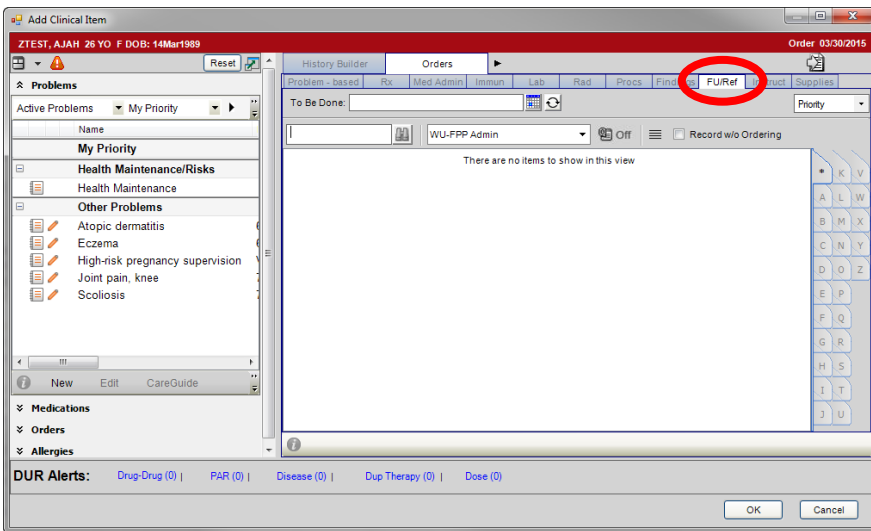 Add Clinical Item
ZTEST, AJAH 26 YO F DOB: 14Mar1989
Order 03/30/2015
Reset
History Builder
Orders
Problems
Problem - based
Rx
Med Admin
Immun
Lab
Rad
Procs
FU/Ref
Supplies
Active Problems
My Priority
To Be Done:
Priority
Name
WU-FPP Admin
Off
Record w/o Ordering
My Priority
There are no items to show in this view
Health Maintenance/Risks
Health Maintenance
Other Problems
Atopic dermatitis
Eczema
High-risk pregnancy supervision
Joint pain, knee
Scoliosis
* K V
A L W
B M X
C N Y
D O Z
E P
F Q
G R
H S
I T
J U
New
Edit
CareGuide
Medications
Orders
Allergies
DUR Alerts:
Drug-Drug (0) |
PAR (0) |
Disease (0) |
Dup Therapy (0) |
Dose (0)
OK
Cancel